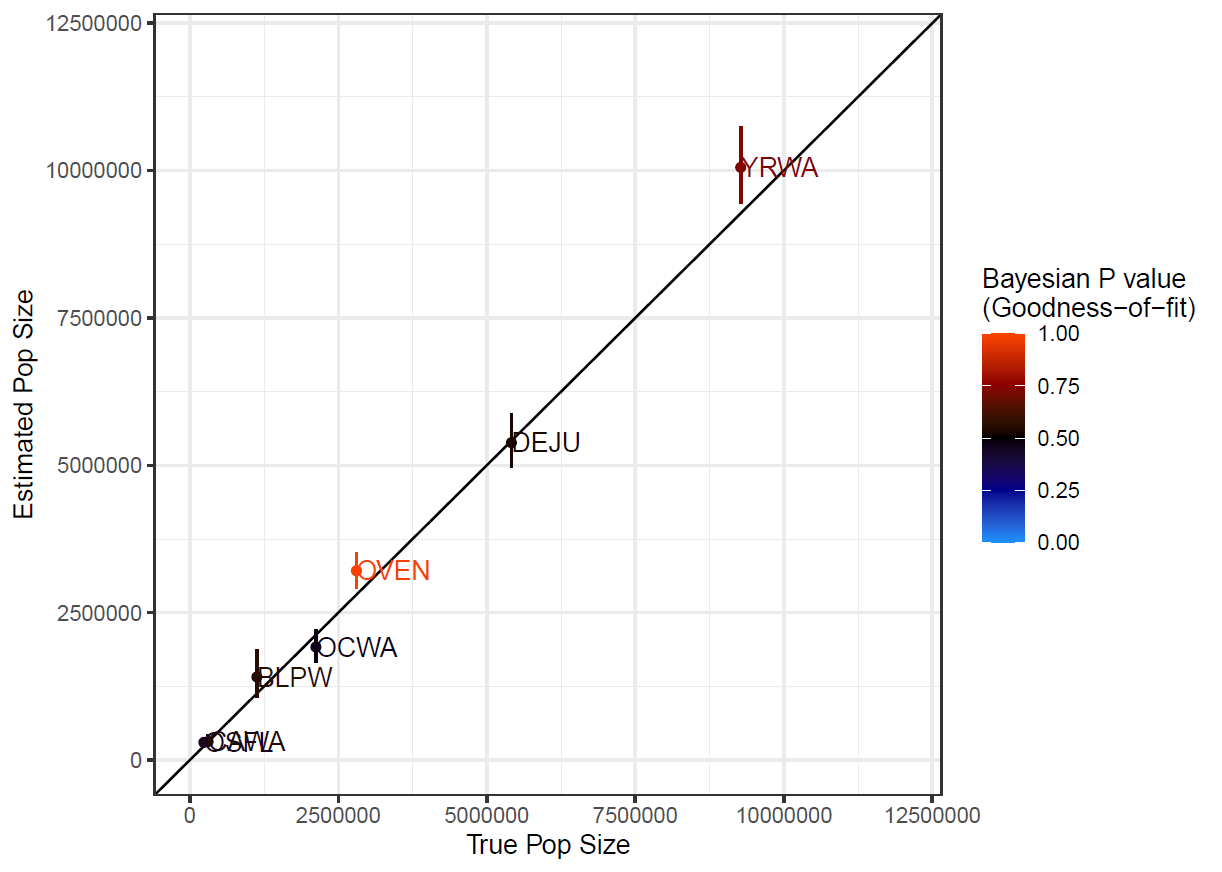 12500000
10000000
7500000
5000000
2500000
0
Estimated Pop Size
YRWA
DEJU
OVEN
OCWA
BLPW
OSFL
CAWA
0
2500000
5000000
7500000
10000000
12500000
True Pop Size
Bayesian P value
(Goodness−of−fit)
1.00
0.75
0.50
0.25
0.00